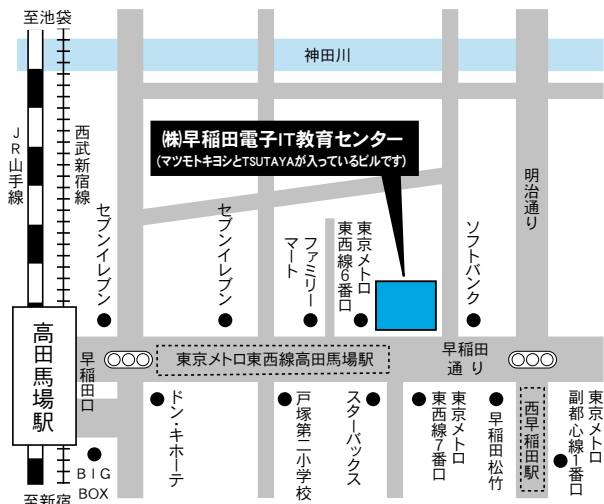 至池袋
神田川
JR山手線
西武新宿線
㈱早稲田電子IT教育センター
(マツモトキヨシとTSUTAYAが入っているビルです)
明治通り
セブンイレブン
セブンイレブン
ファミリー
マート
東京メトロ
東西線6番口
ソフトバンク
高田馬場駅
早稲田口
東京メトロ東西線高田馬場駅
早稲田
通り
ドン・キホーテ
戸塚第二小学校
スターバックス
東京メトロ
東西線7番口
早稲田松竹
西早稲田駅
東京メトロ
副都心線1番口
BIG
BOX
至新宿